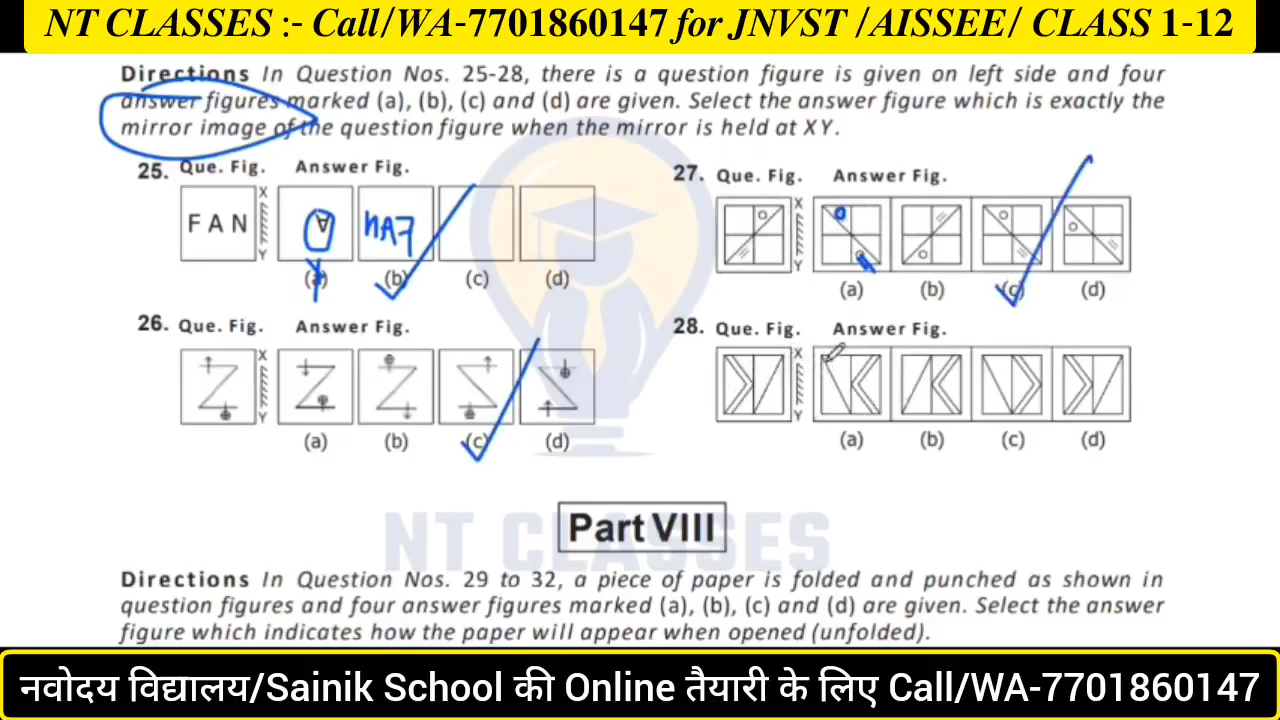 NT CLASSES :- Call/WA-7701860147 for JNVST /AISSEE/ CLASS 1-12
Directions In Question Nos. 25-28, there is a question figure is given on left side and four
answer figures marked (a), (b), (c) and (d) are given. Select the answer figure which is exactly the
mirror image of the question figure when the mirror is held at XY.
25. Que. Fig. Answer Fig.
X
F A N
Y
(a) (b) (c) (d)
27. Que. Fig. Answer Fig.
X
Y
(a) (b) (c) (d)
26. Que. Fig. Answer Fig.
X
Y
(a) (b) (c) (d)
28. Que. Fig. Answer Fig.
X
Y
(a) (b) (c) (d)
NT CLASSES
Part VIII
Directions In Question Nos. 29 to 32, a piece of paper is folded and punched as shown in
question figures and four answer figures marked (a), (b), (c) and (d) are given. Select the answer
figure which indicates how the paper will appear when opened (unfolded).
नवोदय विद्यालय/Sainik School की Online तैयारी के लिए Call/WA-7701860147